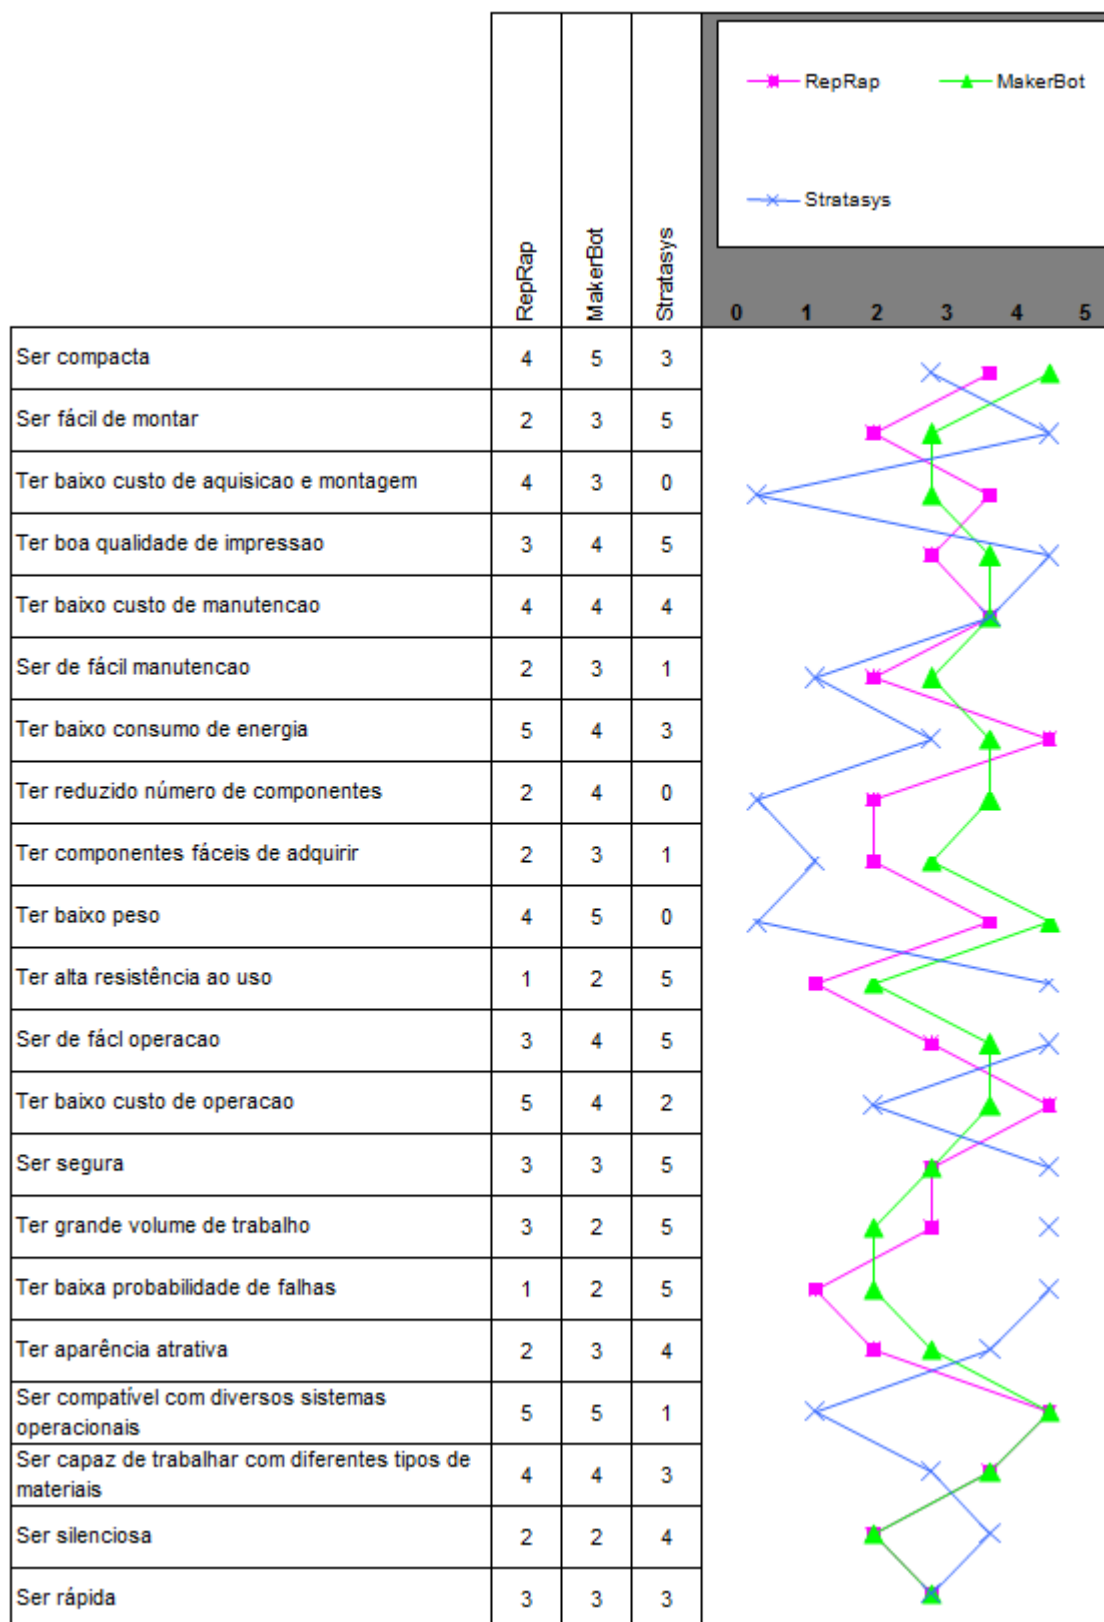 RepRap MakerBot
Stratasys
RepRap MakerBot Stratasys 0 1 2 3 4 5
Ser compacta 4 5 3
Ser fácil de montar 2 3 5
Ter baixo custo de aquisicao e montagem 4 3 0
Ter boa qualidade de impressao 3 4 5
Ter baixo custo de manutencao 4 4 4
Ser de fácil manutencao 2 3 1
Ter baixo consumo de energia 5 4 3
Ter reduzido número de componentes 2 4 0
Ter componentes fáceis de adquirir 2 3 1
Ter baixo peso 4 5 0
Ter alta resistência ao uso 1 2 5
Ser de fácl operacao 3 4 5
Ter baixo custo de operacao 5 4 2
Ser segura 3 3 5
Ter grande volume de trabalho 3 2 5
Ter baixa probabilidade de falhas 1 2 5
Ter aparência atrativa 2 3 4
Ser compatível com diversos sistemas
operacionais 5 5 1
Ser capaz de trabalhar com diferentes tipos de
materiais 4 4 3
Ser silenciosa 2 2 4
Ser rápida 3 3 3